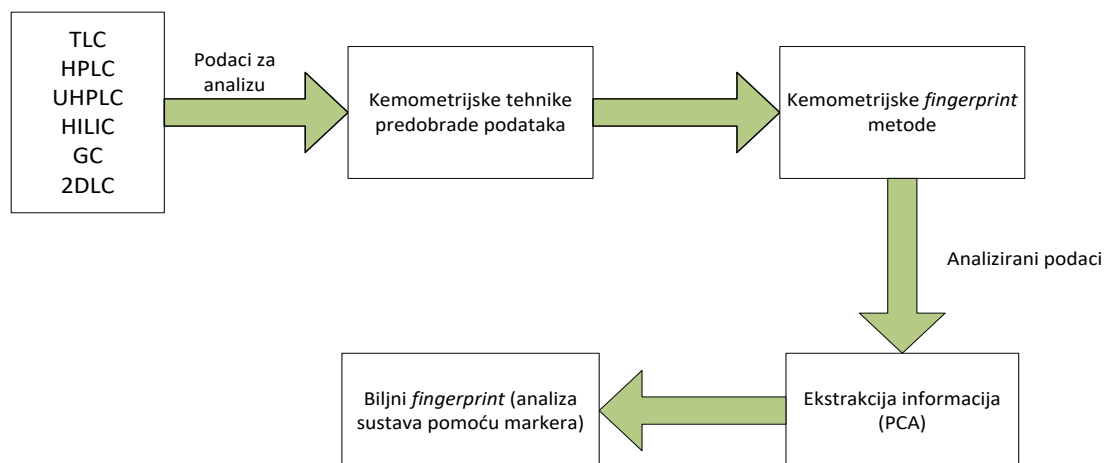 TLC
HPLC
UHPLC
HILIC
GC
2DLC
Podaci za
analizu
Kemometrijske tehnike
predobrade podataka
Kemometrijske fingerprint
metode
Analizirani podaci
Ekstrakcija informacija
(PCA)
Biljni fingerprint (analiza
sustava pomoću markera)